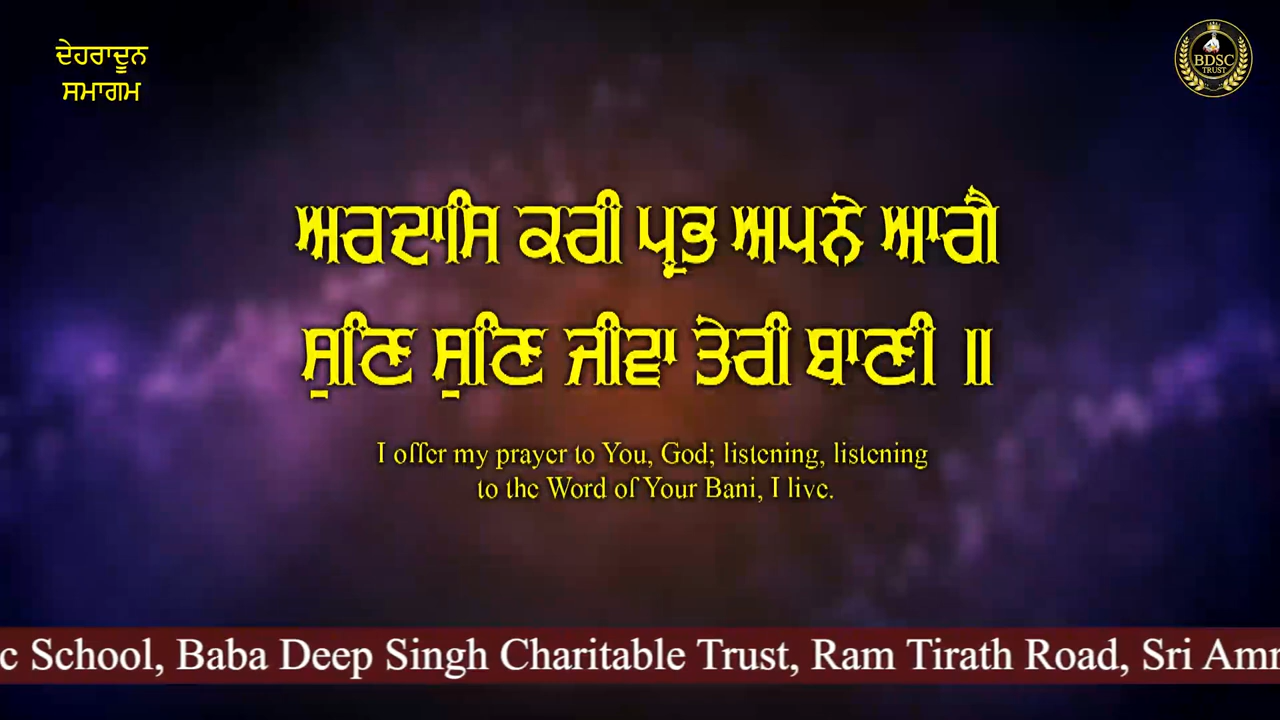 ਦੇਹਰਾਦੂਨ
ਸਮਾਗਮ
BDSC
TRUST
ਅਰਦਾਸਿ ਕਰੀ ਪ੍ਰਭ ਅਪਨੇ ਆਗੈ
ਸੁਣਿ ਸੁਣਿ ਜੀਵਾ ਤੇਰੀ ਬਾਣੀ ॥
I offer my prayer to You, God; listening, listening
to the Word of Your Bani, I live.
c School, Baba Deep Singh Charitable Trust, Ram Tirath Road, Sri Amr